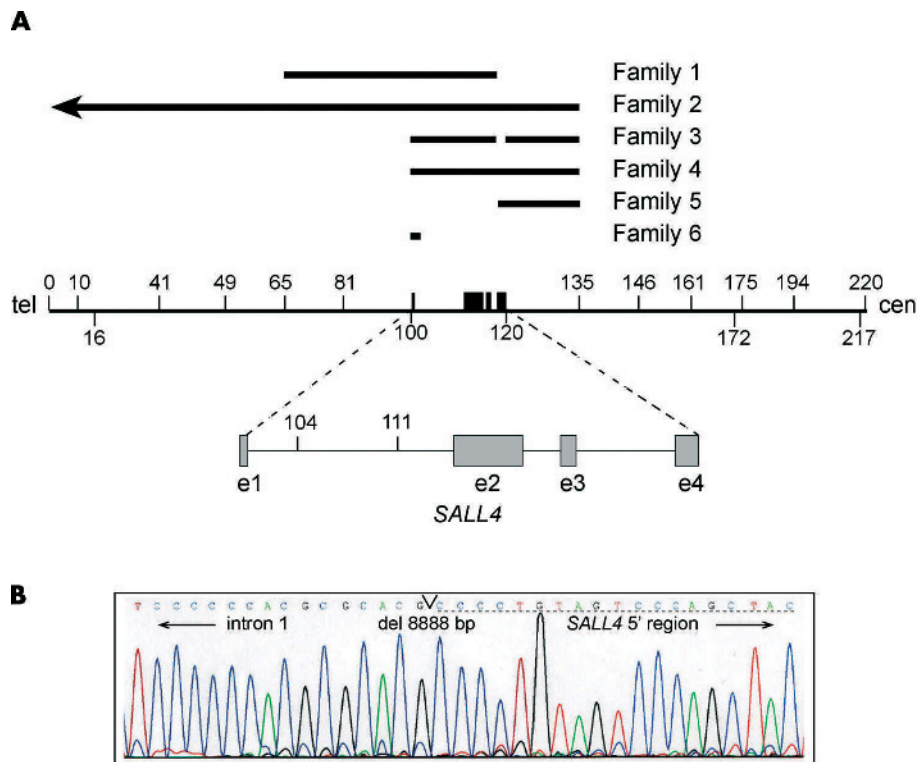 A
Family 1
Family 2
Family 3
Family 4
Family 5
Family 6
0 10 41 49 65 81 135 146 161 175 194 220
tel cen
16 100 120 172 217
104 111
e1 e2 e3 e4
SALL4
B
T C C C C C C A C G C G C A C G C C C C T G T A G T C C C A G C T A C
intron 1 del 8888 bp SALL4 5' region